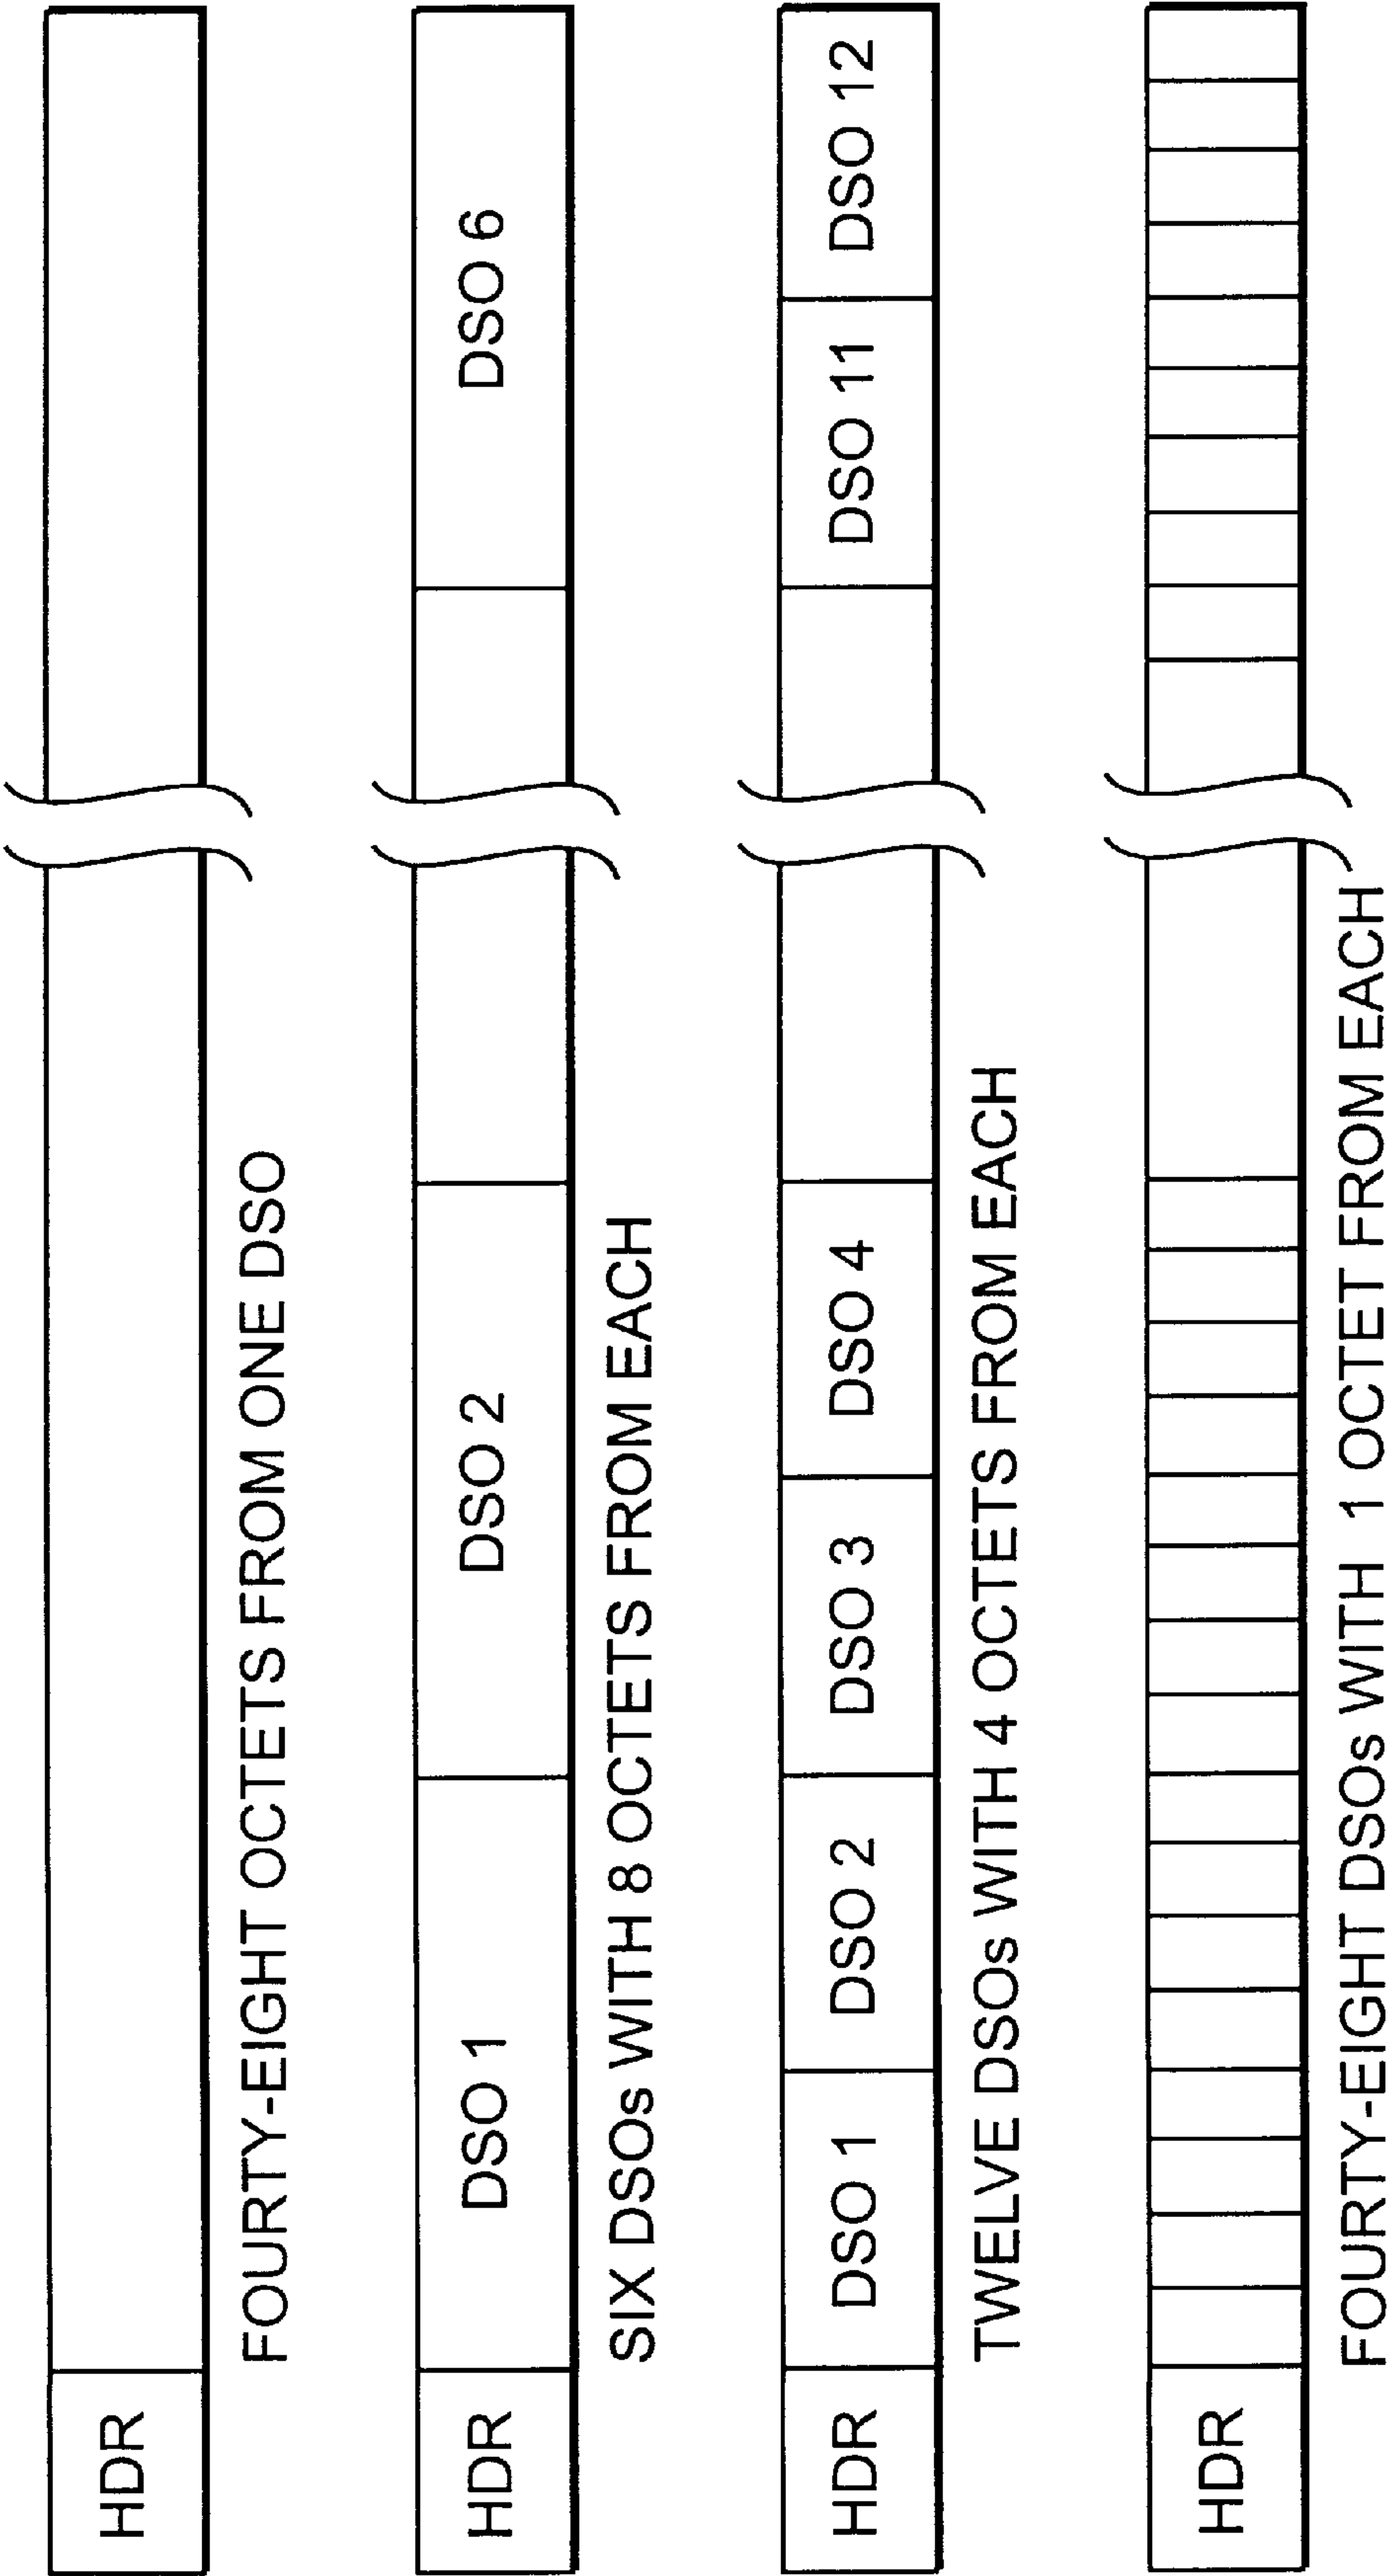 HDR
FOURTY-EIGHT OCTETS FROM ONE DSO
HDR DSO 1 DSO 2 DSO 6
SIX DSOs WITH 8 OCTETS FROM EACH
HDR DSO 1 DSO 2 DSO 3 DSO 4 DSO 11 DSO 12
TWELVE DSOs WITH 4 OCTETS FROM EACH
HDR
FOURTY-EIGHT DSOs WITH 1 OCTET FROM EACH